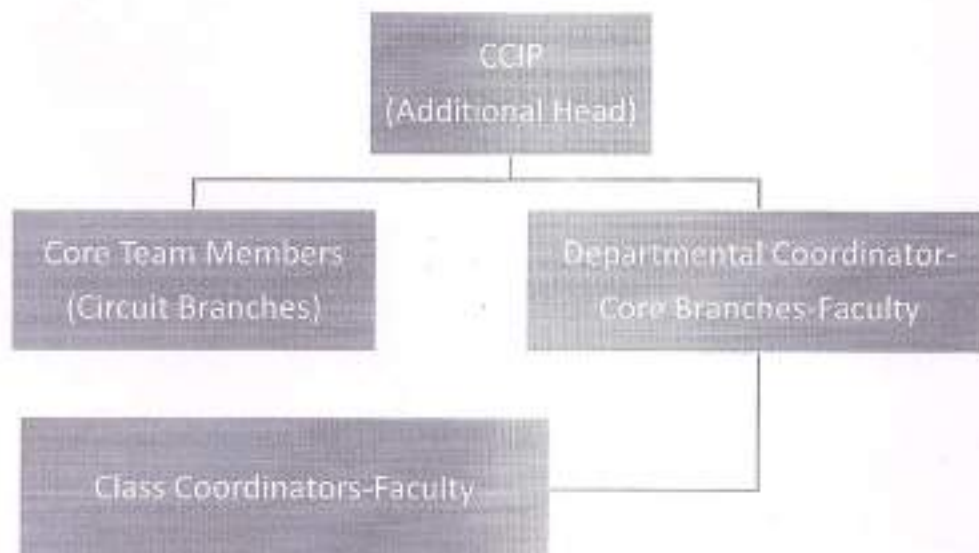 CCIP
(Additional Head)
Core Team Members
(Circuit Branches)
Departmental Coordinator-
Core Branches-Faculty
Class Coordinators-Faculty